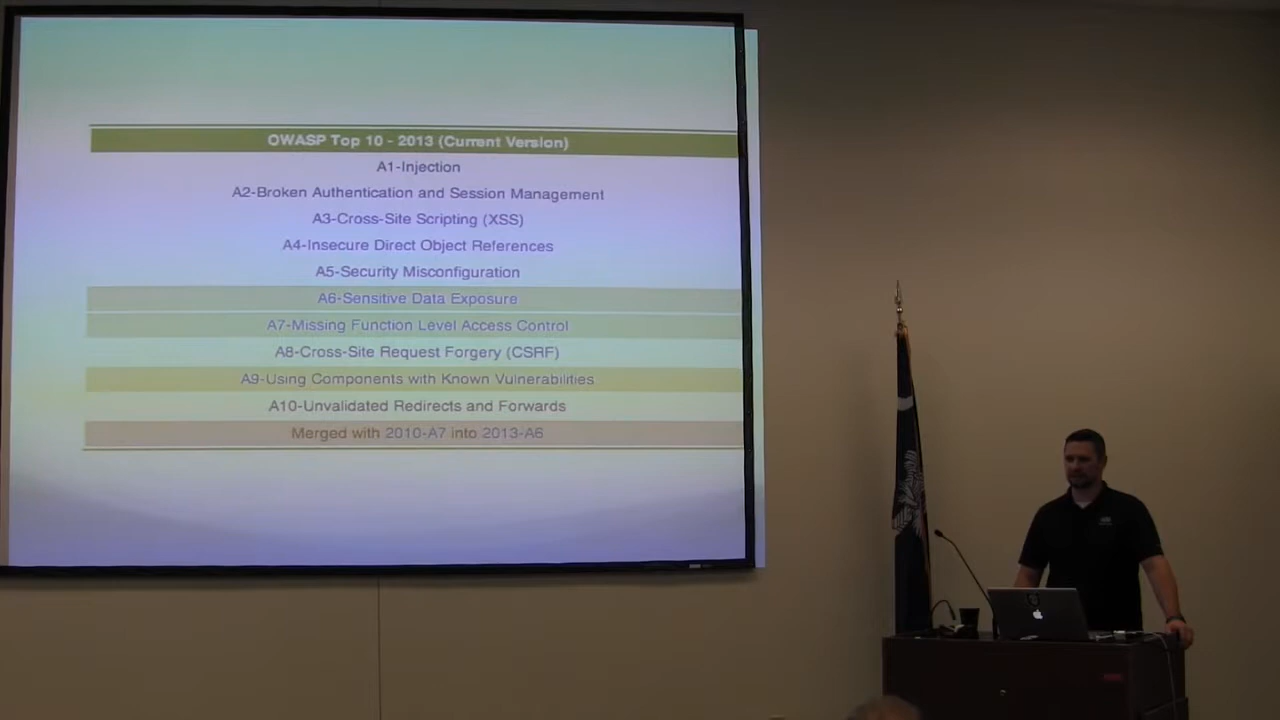 OWASP Top 10 - 2013 (Current Version)
A1-Injection
A2-Broken Authentication and Session Management
A3-Cross-Site Scripting (XSS)
A4-Insecure Direct Object References
A5-Security Misconfiguration
A6-Sensitive Data Exposure
A7-Missing Function Level Access Control
A8-Cross-Site Request Forgery (CSRF)
A9-Using Components with Known Vulnerabilities
A10-Unvalidated Redirects and Forwards
Merged with 2010-A7 into 2013-A6